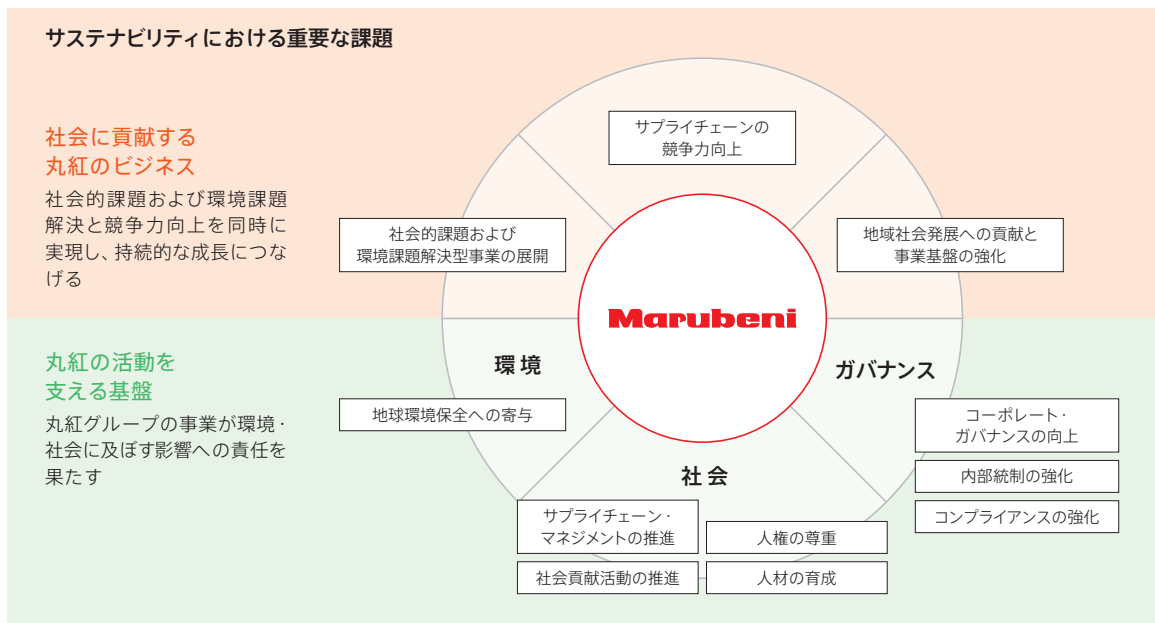 サステナビリティにおける重要な課題
社会に貢献する
丸紅のビジネス
社会的課題および環境課題
解決と競争力向上を同時に
実現し、持続的な成長につな
げる
サプライチェーンの
競争力向上
社会的課題および
環境課題解決型事業の展開
地域社会発展への貢献と
事業基盤の強化
Marubeni
丸紅の活動を
支える基盤
丸紅グループの事業が環境・
社会に及ぼす影響への責任を
果たす
環境
地球環境保全への寄与
社会
サプライチェーン・
マネジメントの推進
人権の尊重
社会貢献活動の推進
人材の育成
ガバナンス
コーポレート・
ガバナンスの向上
内部統制の強化
コンプライアンスの強化